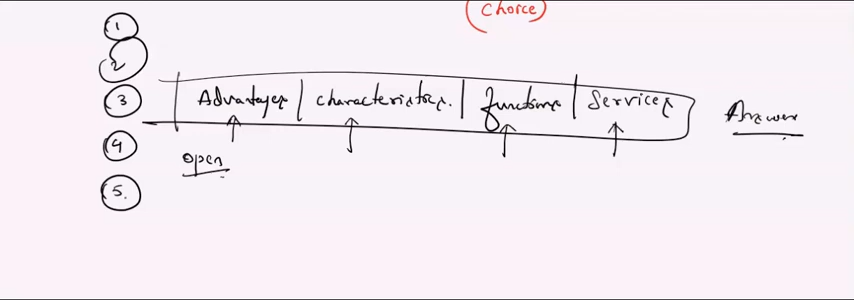 (choice)
1
2
3 | Advantages | characteristics. | functions | Services Answer
4
open
5.